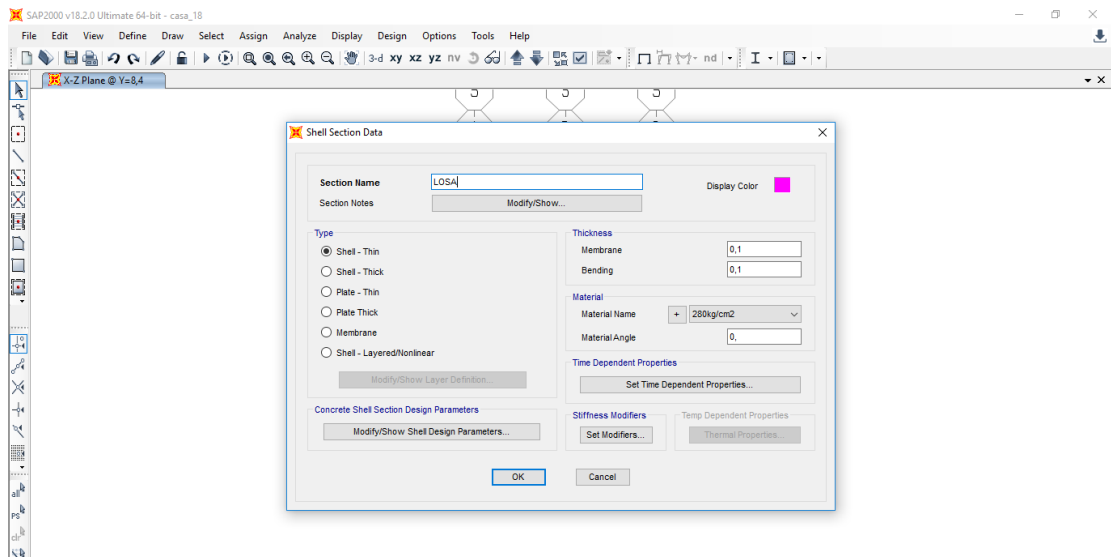 SAP2000 v18.2.0 Ultimate 64-bit - casa_18
File Edit View Define Draw Select Assign Analyze Display Design Options Tools Help
3-d xy xz yz nv nd
X-Z Plane @ Y=8,4
Shell Section Data
Section Name LOSA Display Color
Section Notes Modify/Show...
Type Thickness
Shell - Thin Membrane 0,1
Shell - Thick Bending 0,1
Plate - Thin Material
Plate Thick Material Name + 280kg/cm2
Membrane Material Angle 0,
Shell - Layered/Nonlinear Time Dependent Properties
Modify/Show Layer Definition... Set Time Dependent Properties...
Concrete Shell Section Design Parameters Stiffness Modifiers Temp Dependent Properties
Modify/Show Shell Design Parameters... Set Modifiers... Thermal Properties...
OK Cancel
all
PS
clr